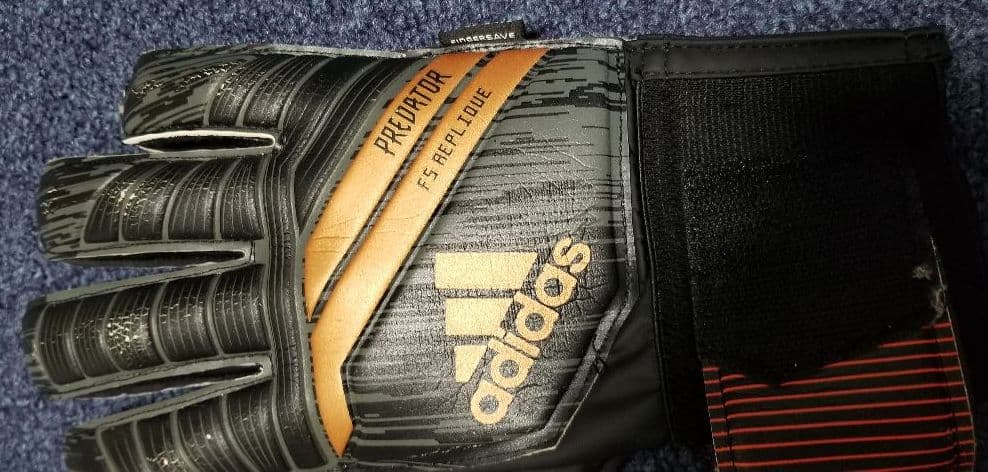 FINGERSAVE
PREDATOR
FS REPLIQUE
adidas